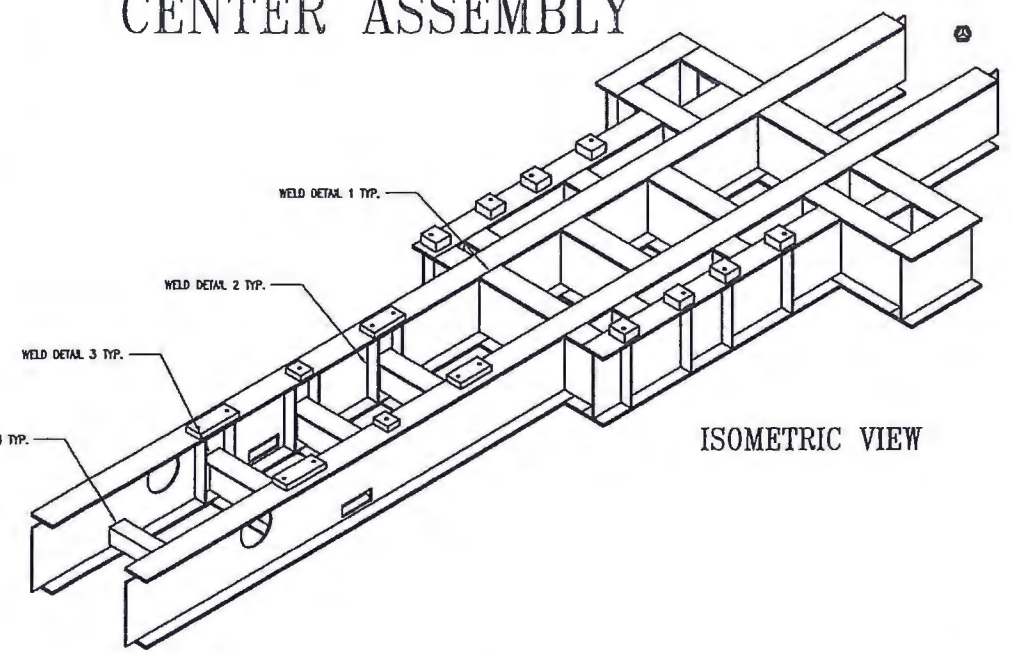 CENTER ASSEMBLY
WELD DETAIL 1 TYP.
WELD DETAIL 2 TYP.
WELD DETAIL 3 TYP.
TYP.
ISOMETRIC VIEW